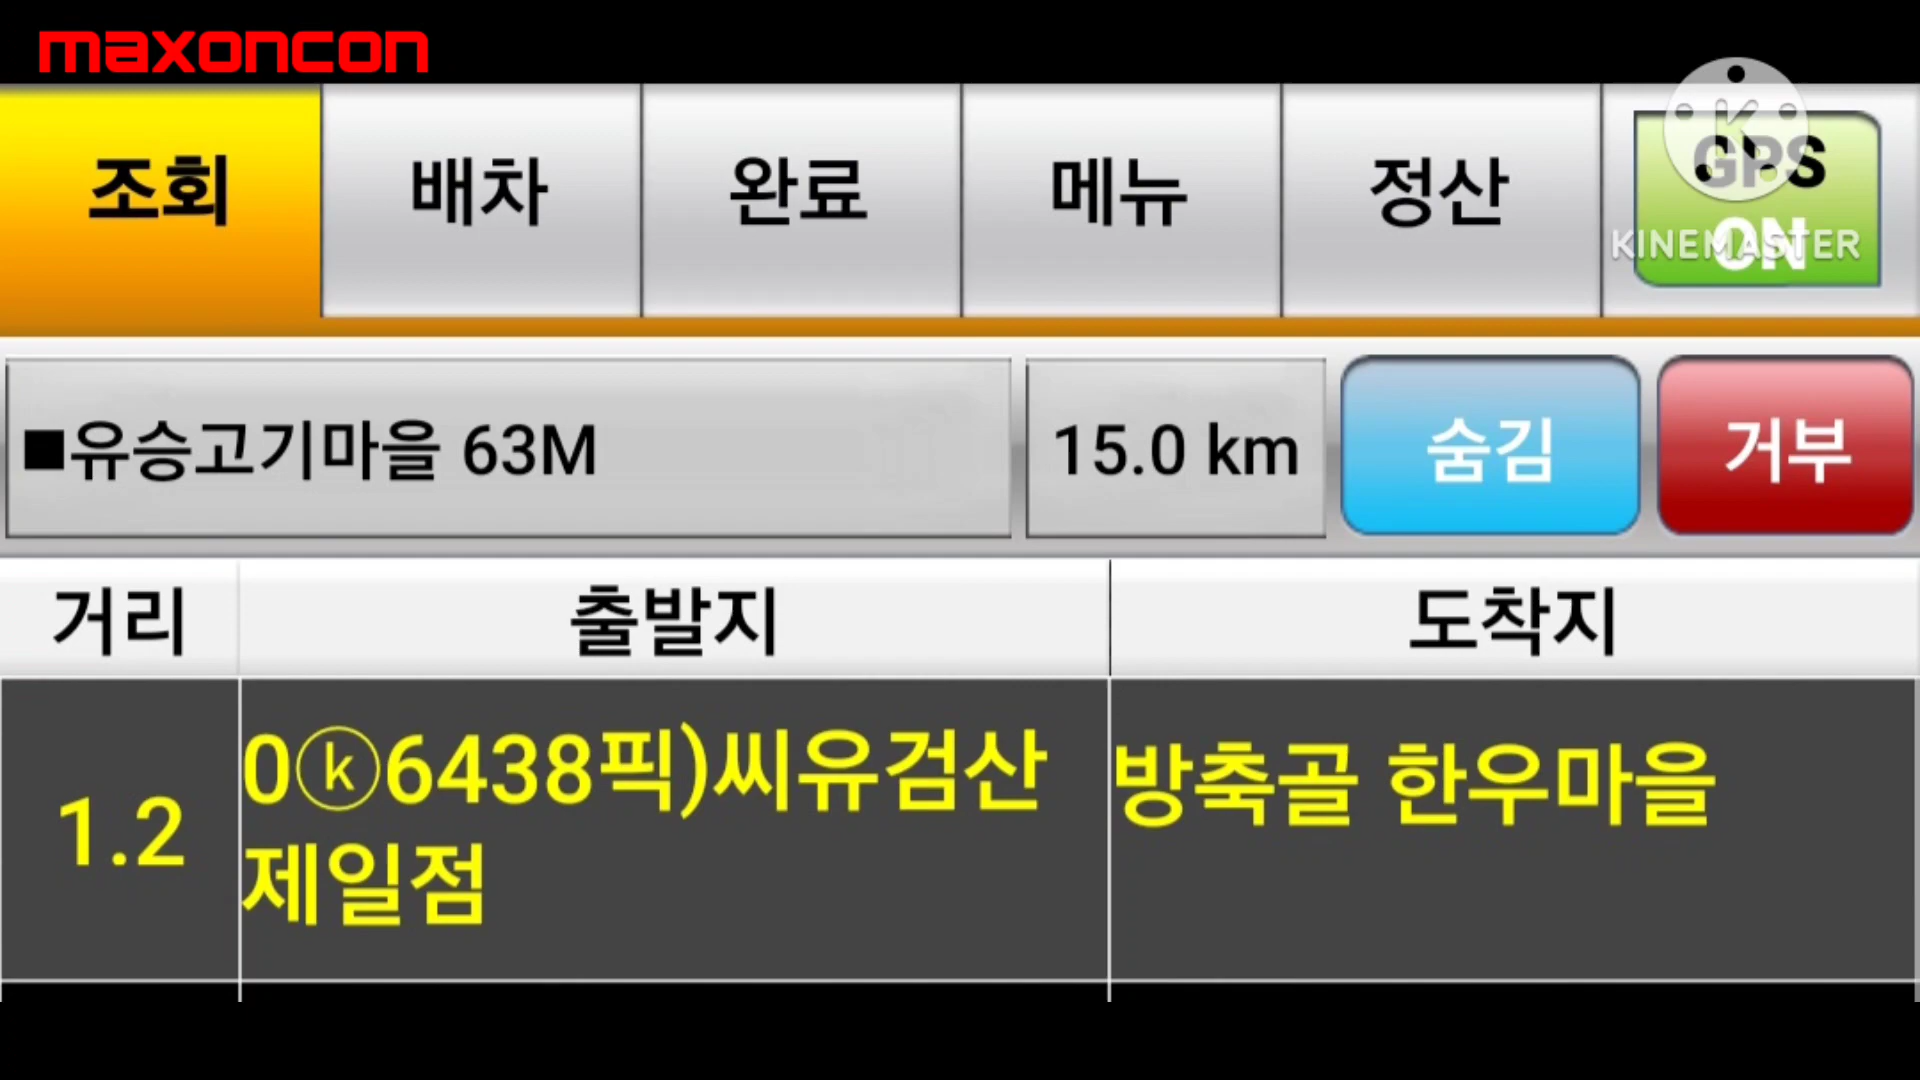 maxoncon
조회 배차 완료 메뉴 정산 GPS ON
KINEMASTER
■유승고기마을 63M 15.0 km 숨김 거부
거리 출발지 도착지
1.2 0ⓚ6438픽)씨유검산 제일점 방축골 한우마을